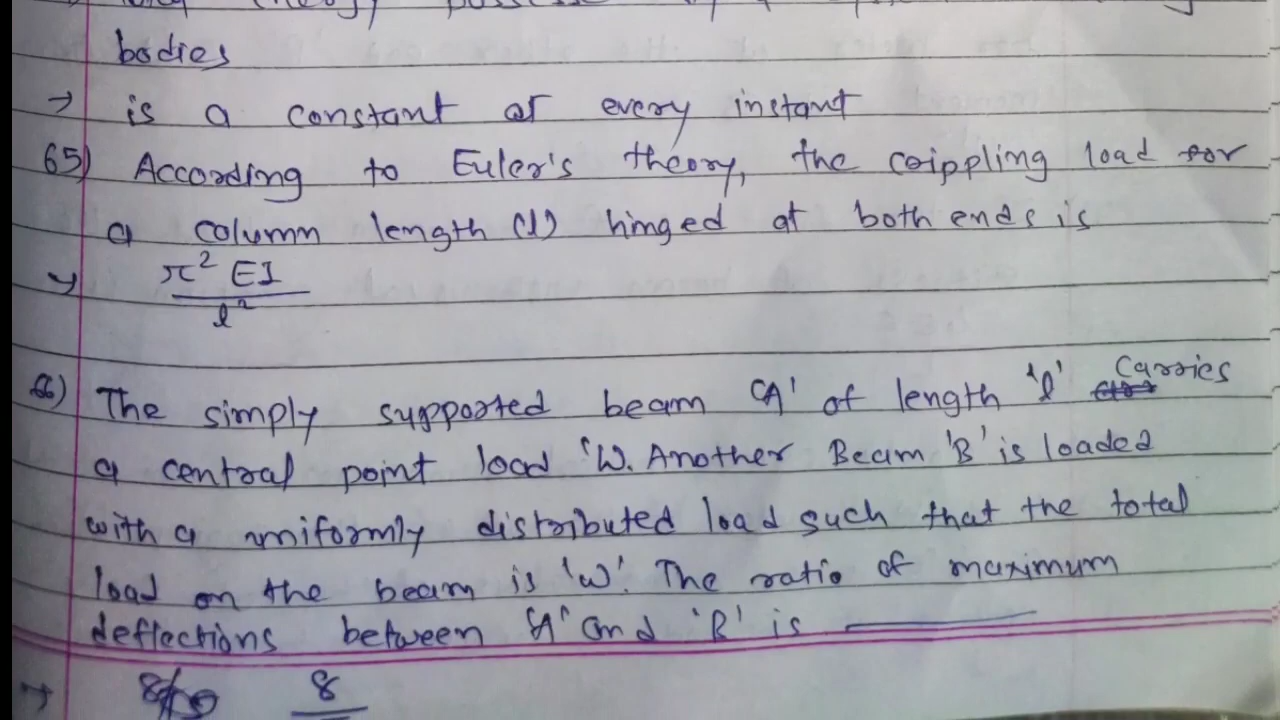 bodies
→ is a constant at every instant
65) According to Euler's theory, the crippling load for
a column length (l) hinged at both ends is
→ π² EI
l²
66) The simply supported beam 'A' of length 'l' carries
a central point load 'W. Another Beam 'B' is loaded
with a uniformly distributed load such that the total
load on the beam is 'W'. The ratio of maximum
deflections between 'A' and 'B' is ______
→ 8